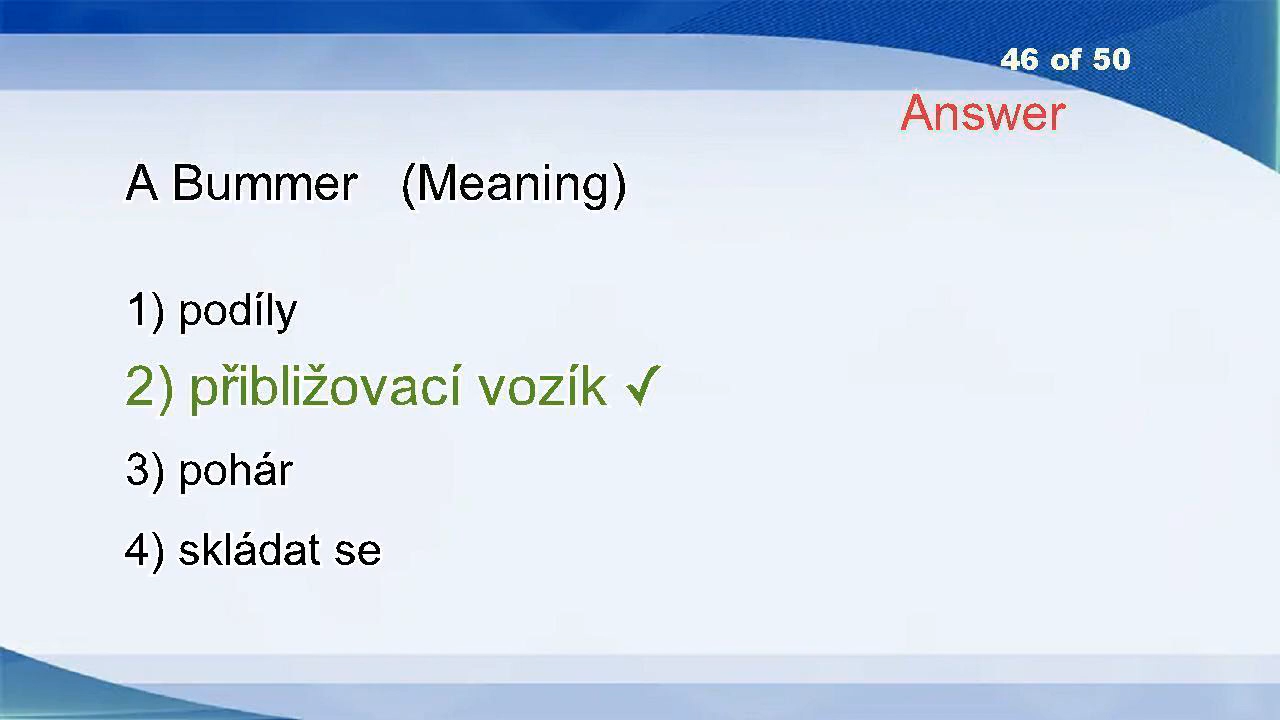 46 of 50
Answer
A Bummer (Meaning)
1) podíly
2) přibližovací vozík ✓
3) pohár
4) skládat se